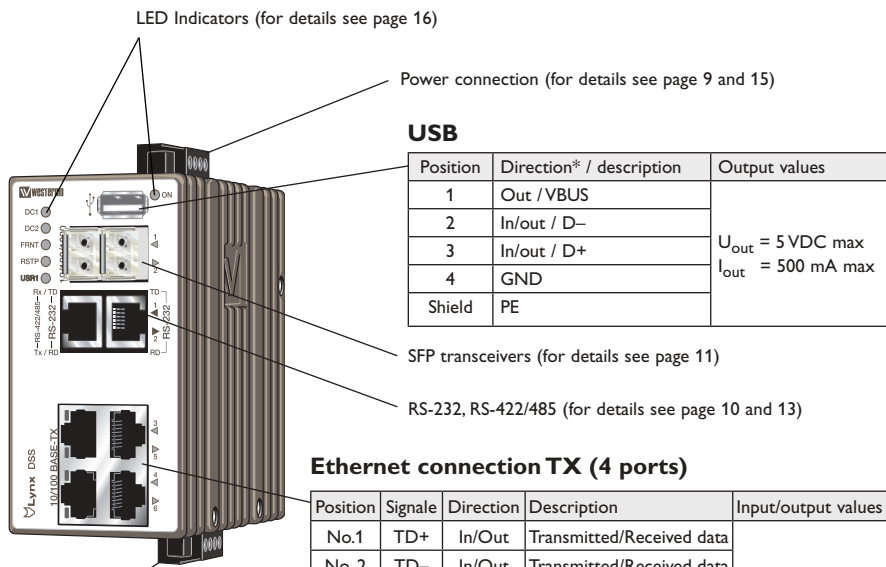 LED Indicators (for details see page 16)
Power connection (for details see page 9 and 15)
USB
Position Direction* / description Output values
1 Out / VBUS
2 In/out / D–
3 In/out / D+
4 GND
Shield PE
Uout = 5 VDC max
Iout = 500 mA max
SFP transceivers (for details see page 11)
RS-232, RS-422/485 (for details see page 10 and 13)
Ethernet connection TX (4 ports)
Position Signale Direction Description Input/output values
No.1 TD+ In/Out Transmitted/Received data
No.2 TD– In/Out Transmitted/Received data
Westermo
ON
DC1
DC2
FRNT
RSTP
USR1
1
2
Rx / TD
RS-422/485
RS-232
Tx / RD
TD
1
2
RS-232
RD
Lynx DSS
10/100 BASE-TX
3
5
4
6